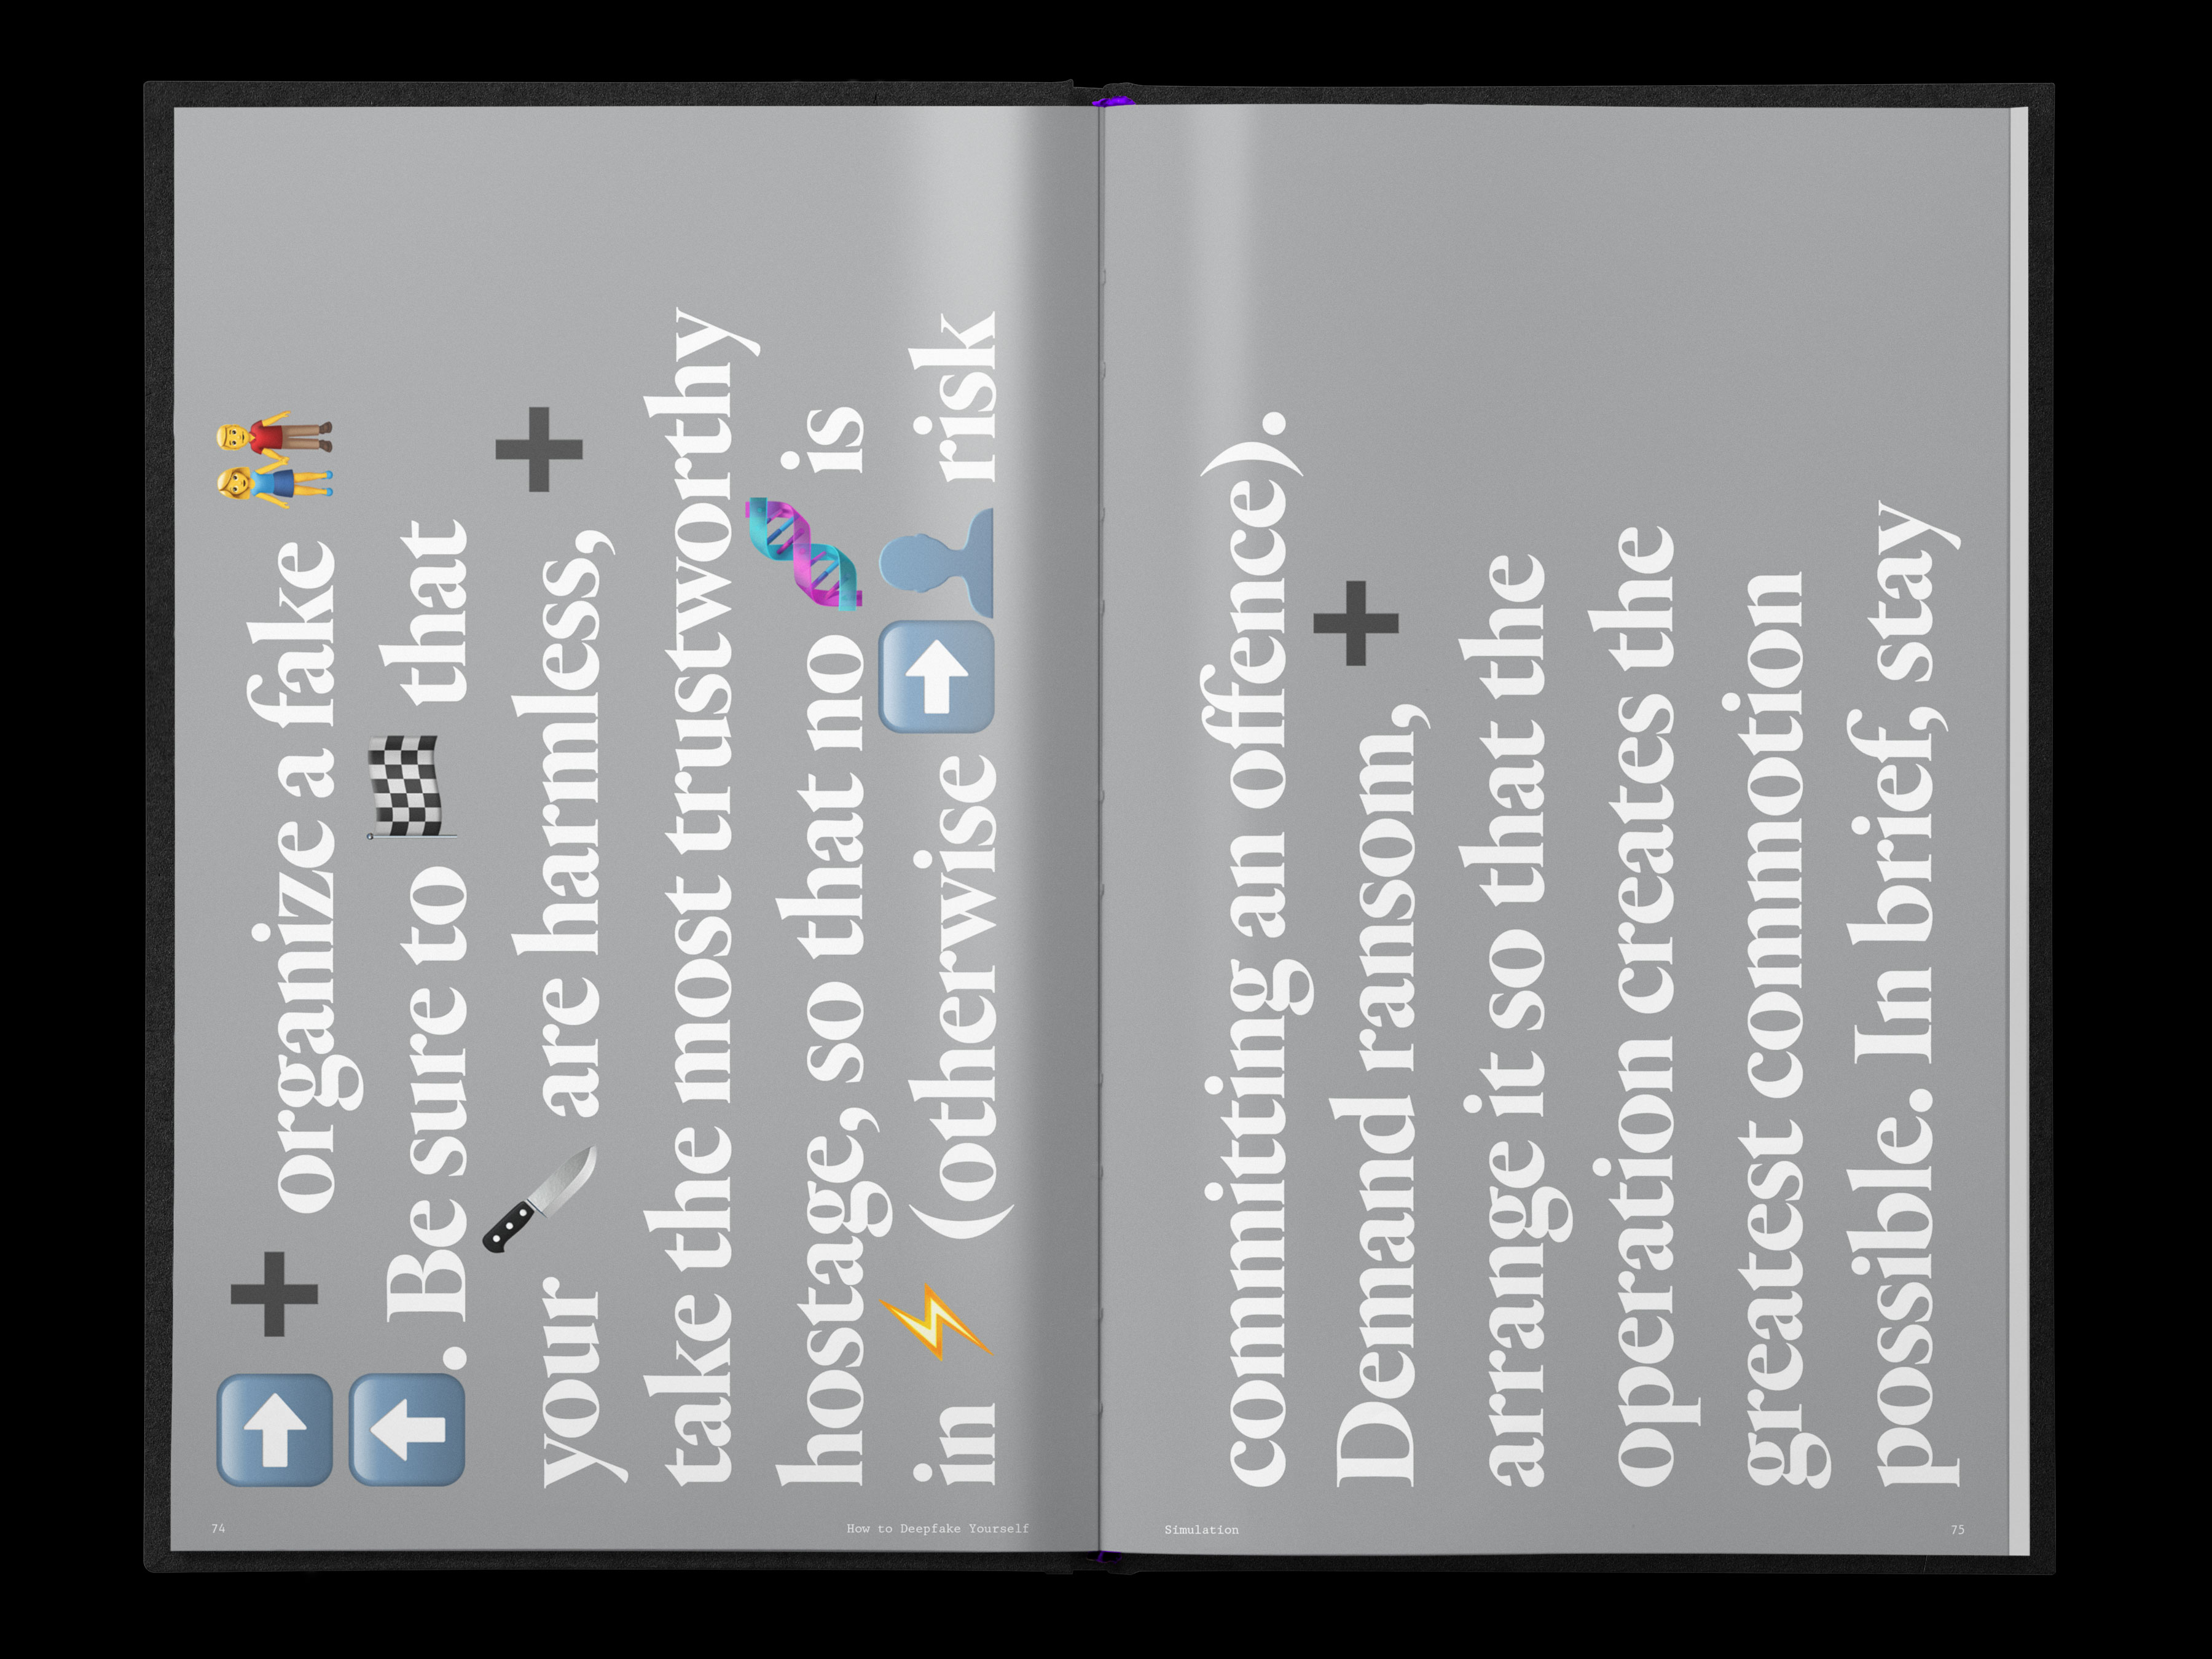 organize a fake
. Be sure to that
your are harmless,
take the most trustworthy
hostage, so that no is
in (otherwise risk
74
How to Deepfake Yourself
committing an offence).
Demand ransom,
arrange it so that the
operation creates the
greatest commotion
possible. In brief, stay
Simulation
75